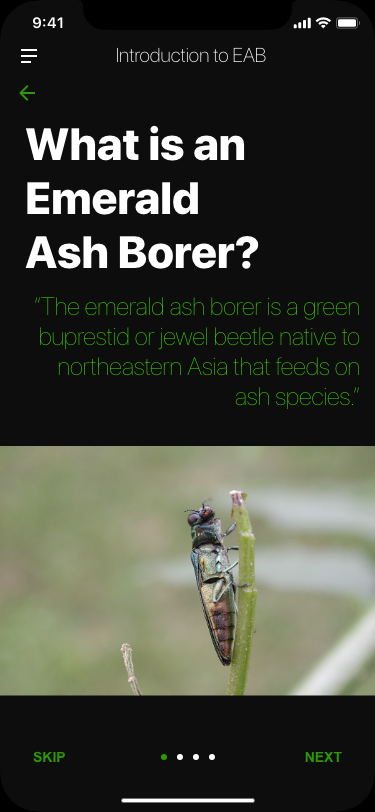 9:41
Introduction to EAB
What is an
Emerald
Ash Borer?
“The emerald ash borer is a green
buprestid or jewel beetle native to
northeastern Asia that feeds on
ash species.”
SKIP
NEXT